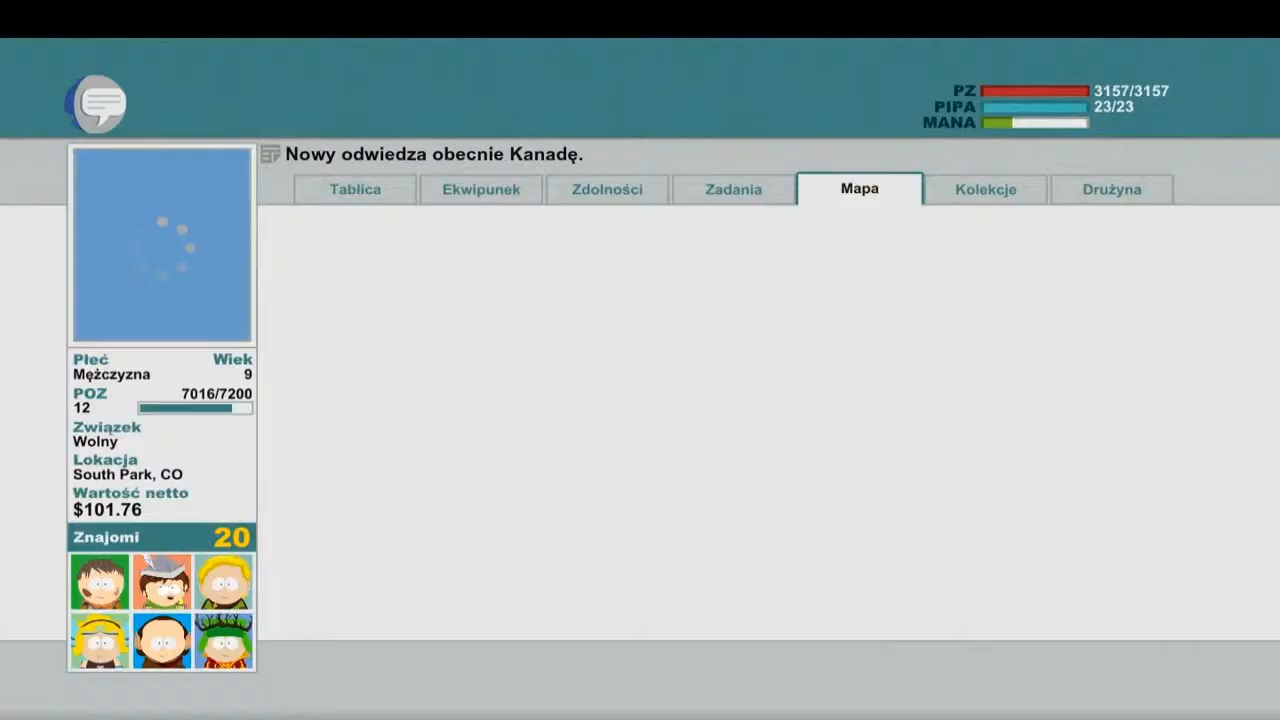 PZ 3157/3157
PIPA 23/23
MANA
Nowy odwiedza obecnie Kanadę.
Tablica Ekwipunek Zdolności Zadania Mapa Kolekcje Drużyna
Płeć Wiek
Mężczyzna 9
POZ 7016/7200
12
Związek
Wolny
Lokacja
South Park, CO
Wartość netto
$101.76
Znajomi 20